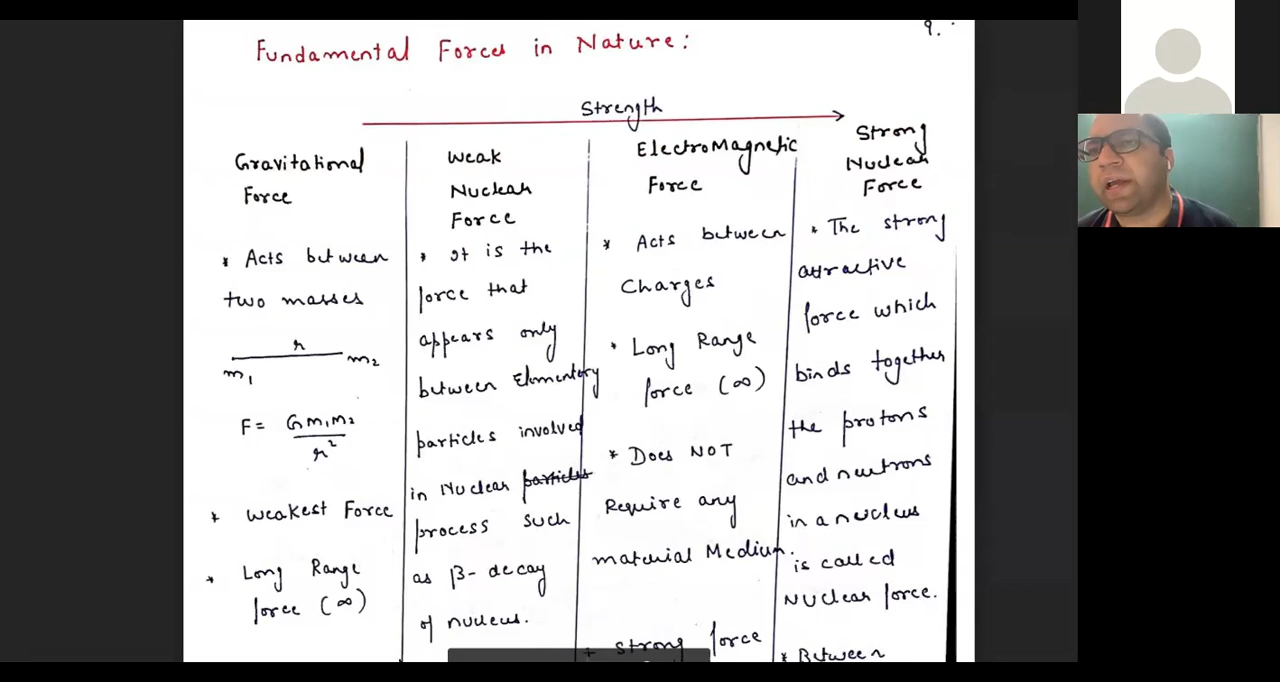 9.
Fundamental Forces in Nature:
Strength
Gravitational
Force
* Acts between
two masses
r
m1 m2
F = Gm1m2
r²
* Weakest Force
* Long Range
force (∞)
Weak
Nuclear
Force
* It is the
force that
appears only
between Elementary
particles involved
in Nuclear particles
process such
as β-decay
of nucleus.
ElectroMagnetic
Force
* Acts between
Charges
* Long Range
force (∞)
* Does NOT
Require any
material Medium.
* Strong force
Strong
Nuclear
Force
* The strong
attractive
force which
binds together
the protons
and neutrons
in a nucleus
is called
Nuclear force.
* Between